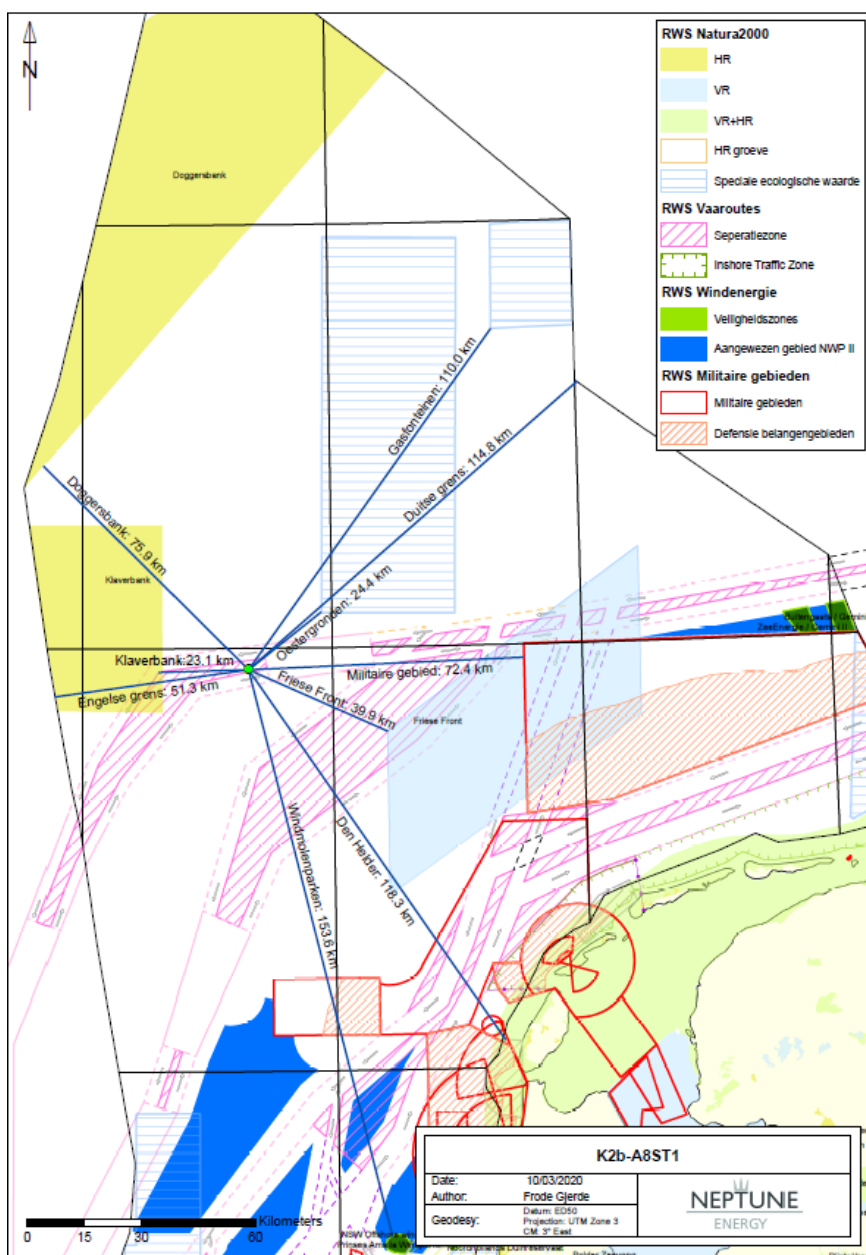 N
RWS Natura2000
HR
VR
VR+HR
HR groeve
Speciale ecologische waarde
RWS Vaaroutes
Seperatiezone
Inshore Traffic Zone
RWS Windenergie
Veiligheidszones
Aangewezen gebied NWP II
RWS Militaire gebieden
Militaire gebieden
Defensie belangengebieden
Doggersbank
Gasfonteinen: 110.0 km
Duitse grens: 114.8 km
Doggersbank: 75.9 km
Klaverbank
Oestergronden: 24.4 km
ZeeEnergie / Gemini II
Klaverbank:23.1 km
Militaire gebied: 72.4 km
Engelse grens: 51.3 km
Friese Front: 39.9 km
Friese Front
Den Helder: 118.3 km
Windmolenparken: 153.6 km
K2b-A8ST1
Date: 10/03/2020
Author: Frode Gjerde
Geodesy: Datum: ED50
Projection: UTM Zone 3
CM: 3° East
NEPTUNE
ENERGY
0 15 30 60 Kilometers